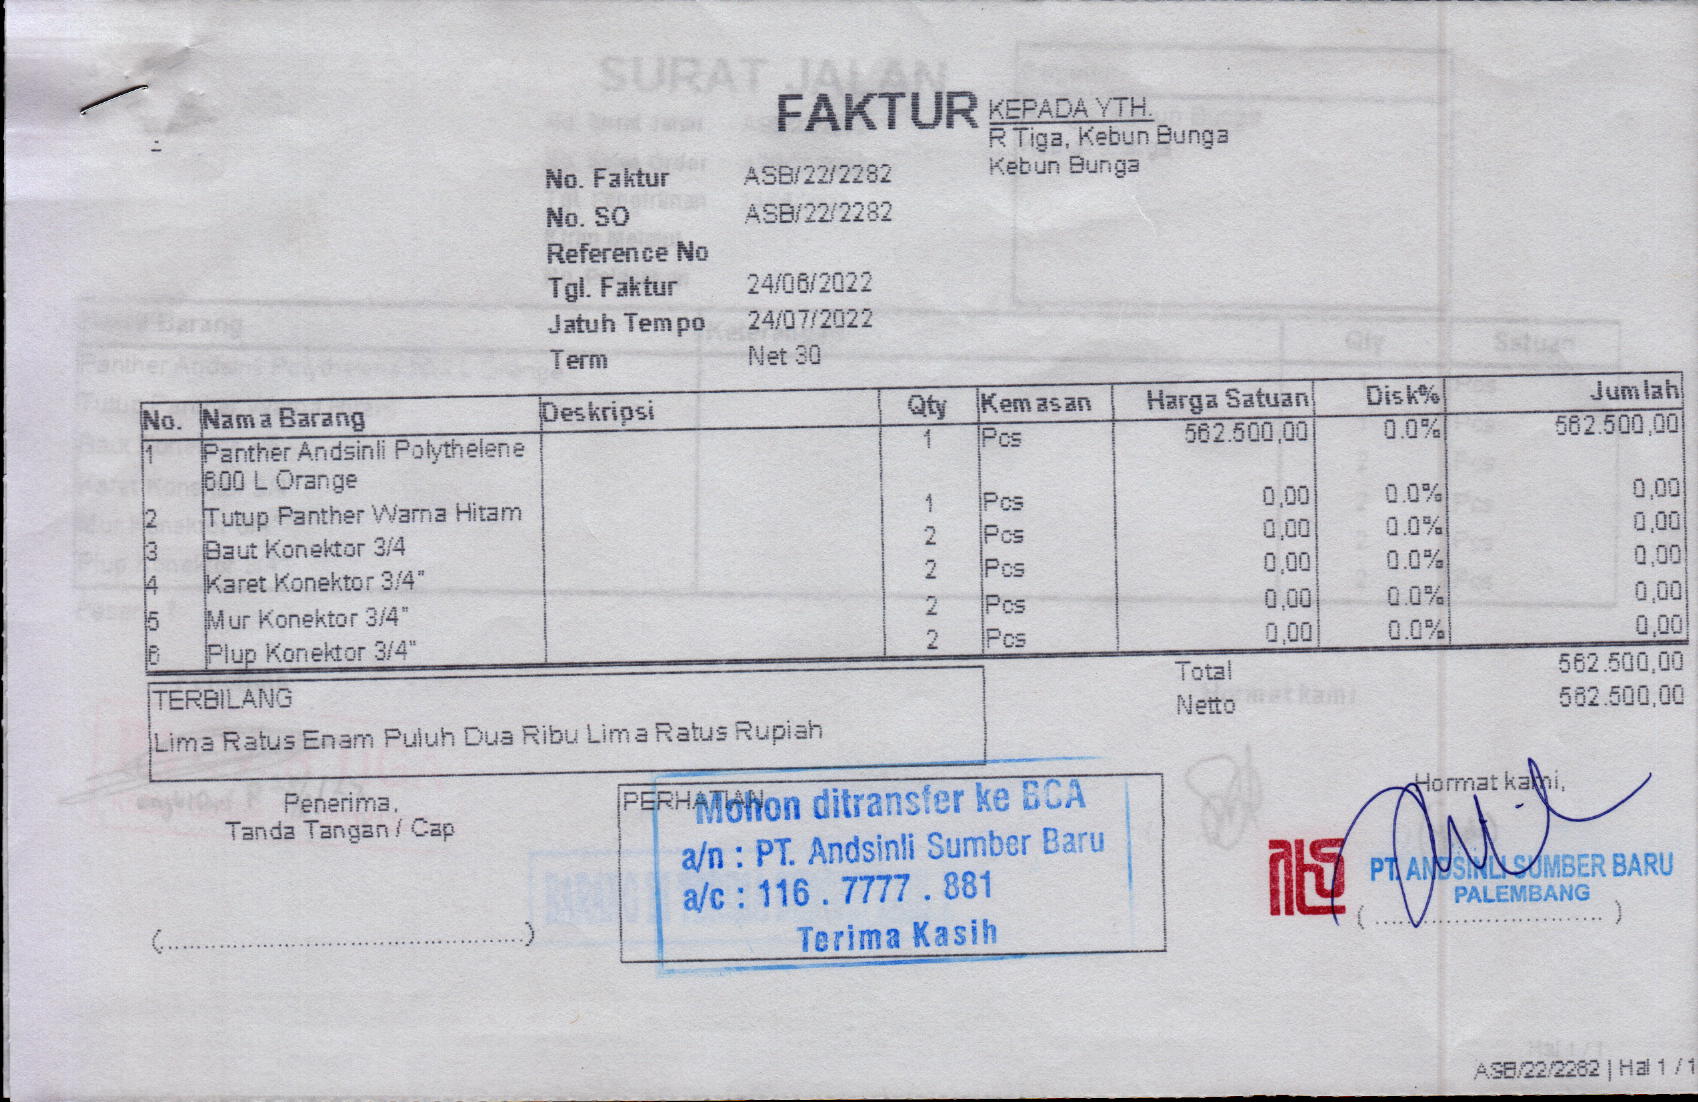 FAKTUR
KEPADA YTH.
R Tiga, Kebun Bunga
Kebun Bunga
No. Faktur ASB/22/2282
No. SO ASB/22/2282
Reference No
Tgl. Faktur 24/06/2022
Jatuh Tempo 24/07/2022
Term Net 30
No. Nama Barang Deskripsi Qty Kemasan Harga Satuan Disk% Jumlah
1 Panther Andsinli Polythelene 1 Pcs 562.500,00 0.0% 562.500,00
600 L Orange
2 Tutup Panther Warna Hitam 1 Pcs 0,00 0.0% 0,00
3 Baut Konektor 3/4 2 Pcs 0,00 0.0% 0,00
4 Karet Konektor 3/4" 2 Pcs 0,00 0.0% 0,00
5 Mur Konektor 3/4" 2 Pcs 0,00 0.0% 0,00
6 Plup Konektor 3/4" 2 Pcs 0,00 0.0% 0,00
Total 562.500,00
Netto 562.500,00
TERBILANG
Lima Ratus Enam Puluh Dua Ribu Lima Ratus Rupiah
Penerima,
Tanda Tangan / Cap
(............................................)
PERHATIAN
Mohon ditransfer ke BCA
a/n : PT. Andsinli Sumber Baru
a/c : 116 . 7777 . 881
Terima Kasih
Hormat kami,
PT. ANDSINLI SUMBER BARU
PALEMBANG
(............................)
ASB/22/2282 | Hal 1 / 1